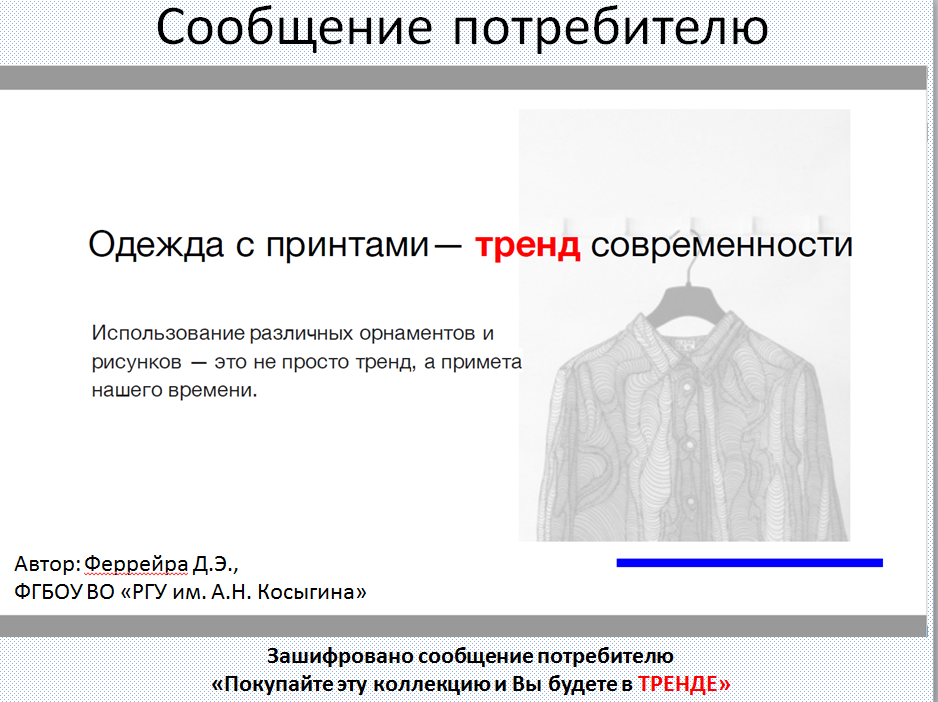 Сообщение потребителю
Одежда с принтами— тренд современности
Использование различных орнаментов и
рисунков — это не просто тренд, а примета
нашего времени.
Автор: Феррейра Д.Э.,
ФГБОУ ВО «РГУ им. А.Н. Косыгина»
Зашифровано сообщение потребителю
«Покупайте эту коллекцию и Вы будете в ТРЕНДЕ»